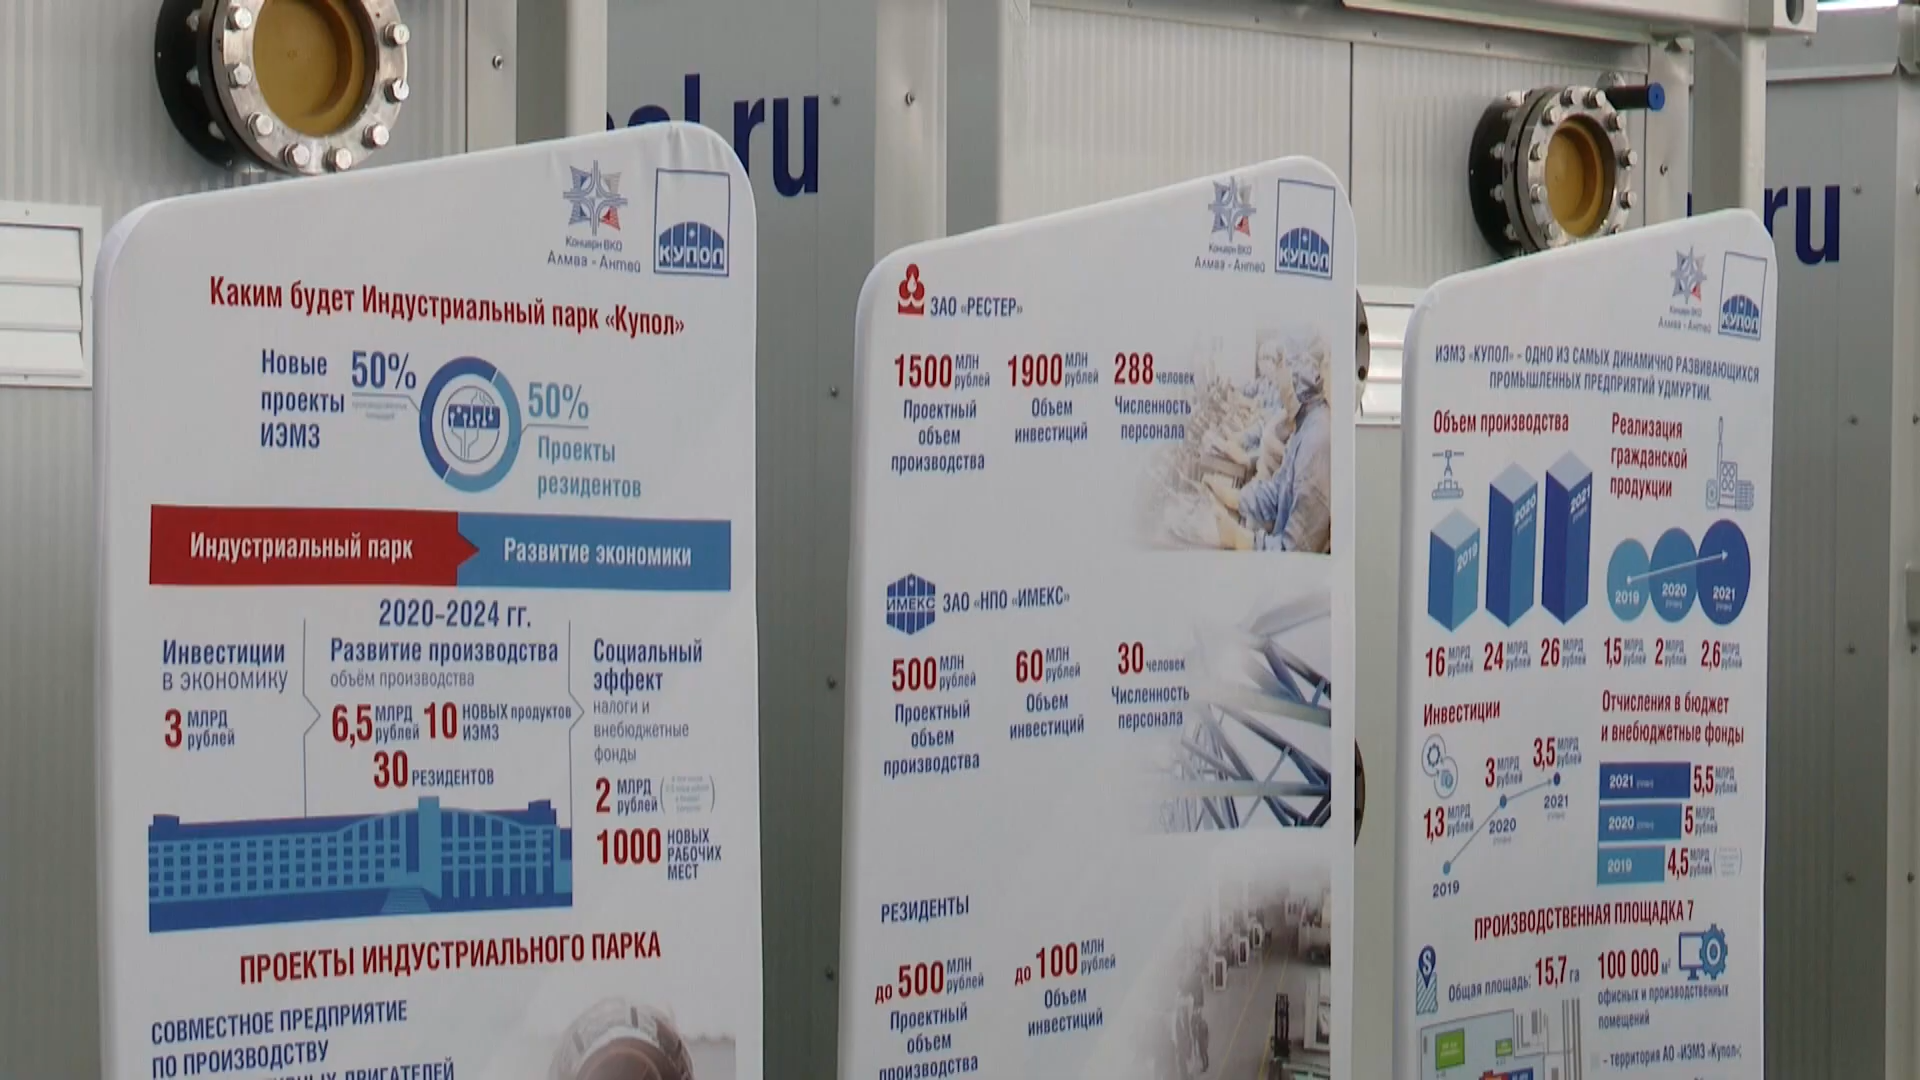 ru
ru
Концерн ВКО
Алмаз - Антей
КУПОЛ
Каким будет Индустриальный парк «Купол»
Новые
проекты
ИЭМЗ
50%
50%
Проекты
резидентов
Индустриальный парк
Развитие экономики
2020-2024 гг.
Инвестиции
в экономику
3 МЛРД
рублей
Развитие производства
объём производства
6,5 МЛРД
рублей
10 НОВЫХ продуктов
ИЭМЗ
30 РЕЗИДЕНТОВ
Социальный
эффект
налоги и
внебюджетные
фонды
2 МЛРД
рублей
1000 НОВЫХ
РАБОЧИХ
МЕСТ
ПРОЕКТЫ ИНДУСТРИАЛЬНОГО ПАРКА
СОВМЕСТНОЕ ПРЕДПРИЯТИЕ
ПО ПРОИЗВОДСТВУ
ДВИГАТЕЛЕЙ
Концерн ВКО
Алмаз - Антей
КУПОЛ
ЗАО «РЕСТЕР»
1500 МЛН
рублей
Проектный
объем
производства
1900 МЛН
рублей
Объем
инвестиций
288 человек
Численность
персонала
ИМЕКС
ЗАО «НПО «ИМЕКС»
500 МЛН
рублей
Проектный
объем
производства
60 МЛН
рублей
Объем
инвестиций
30 человек
Численность
персонала
РЕЗИДЕНТЫ
до 500 МЛН
рублей
Проектный
объем
производства
до 100 МЛН
рублей
Объем
инвестиций
Концерн ВКО
Алмаз - Антей
КУПОЛ
ИЭМЗ «КУПОЛ» - ОДНО ИЗ САМЫХ ДИНАМИЧНО РАЗВИВАЮЩИХСЯ
ПРОМЫШЛЕННЫХ ПРЕДПРИЯТИЙ УДМУРТИИ.
Объем производства
2019
2020
2021
16 МЛРД
рублей
24 МЛРД
рублей
26 МЛРД
рублей
Реализация
гражданской
продукции
2019
2020
2021
1,5 МЛРД
рублей
2 МЛРД
рублей
2,6 МЛРД
рублей
Инвестиции
1,3 МЛРД
рублей
3 МЛРД
рублей
3,5 МЛРД
рублей
2019
2020
2021
Отчисления в бюджет
и внебюджетные фонды
2021
5,5 МЛРД
рублей
2020
5 МЛРД
рублей
2019
4,5 МЛРД
рублей
ПРОИЗВОДСТВЕННАЯ ПЛОЩАДКА 7
Общая площадь: 15,7 га
100 000 м²
офисных и производственных
помещений
- территория АО «ИЭМЗ «Купол»;